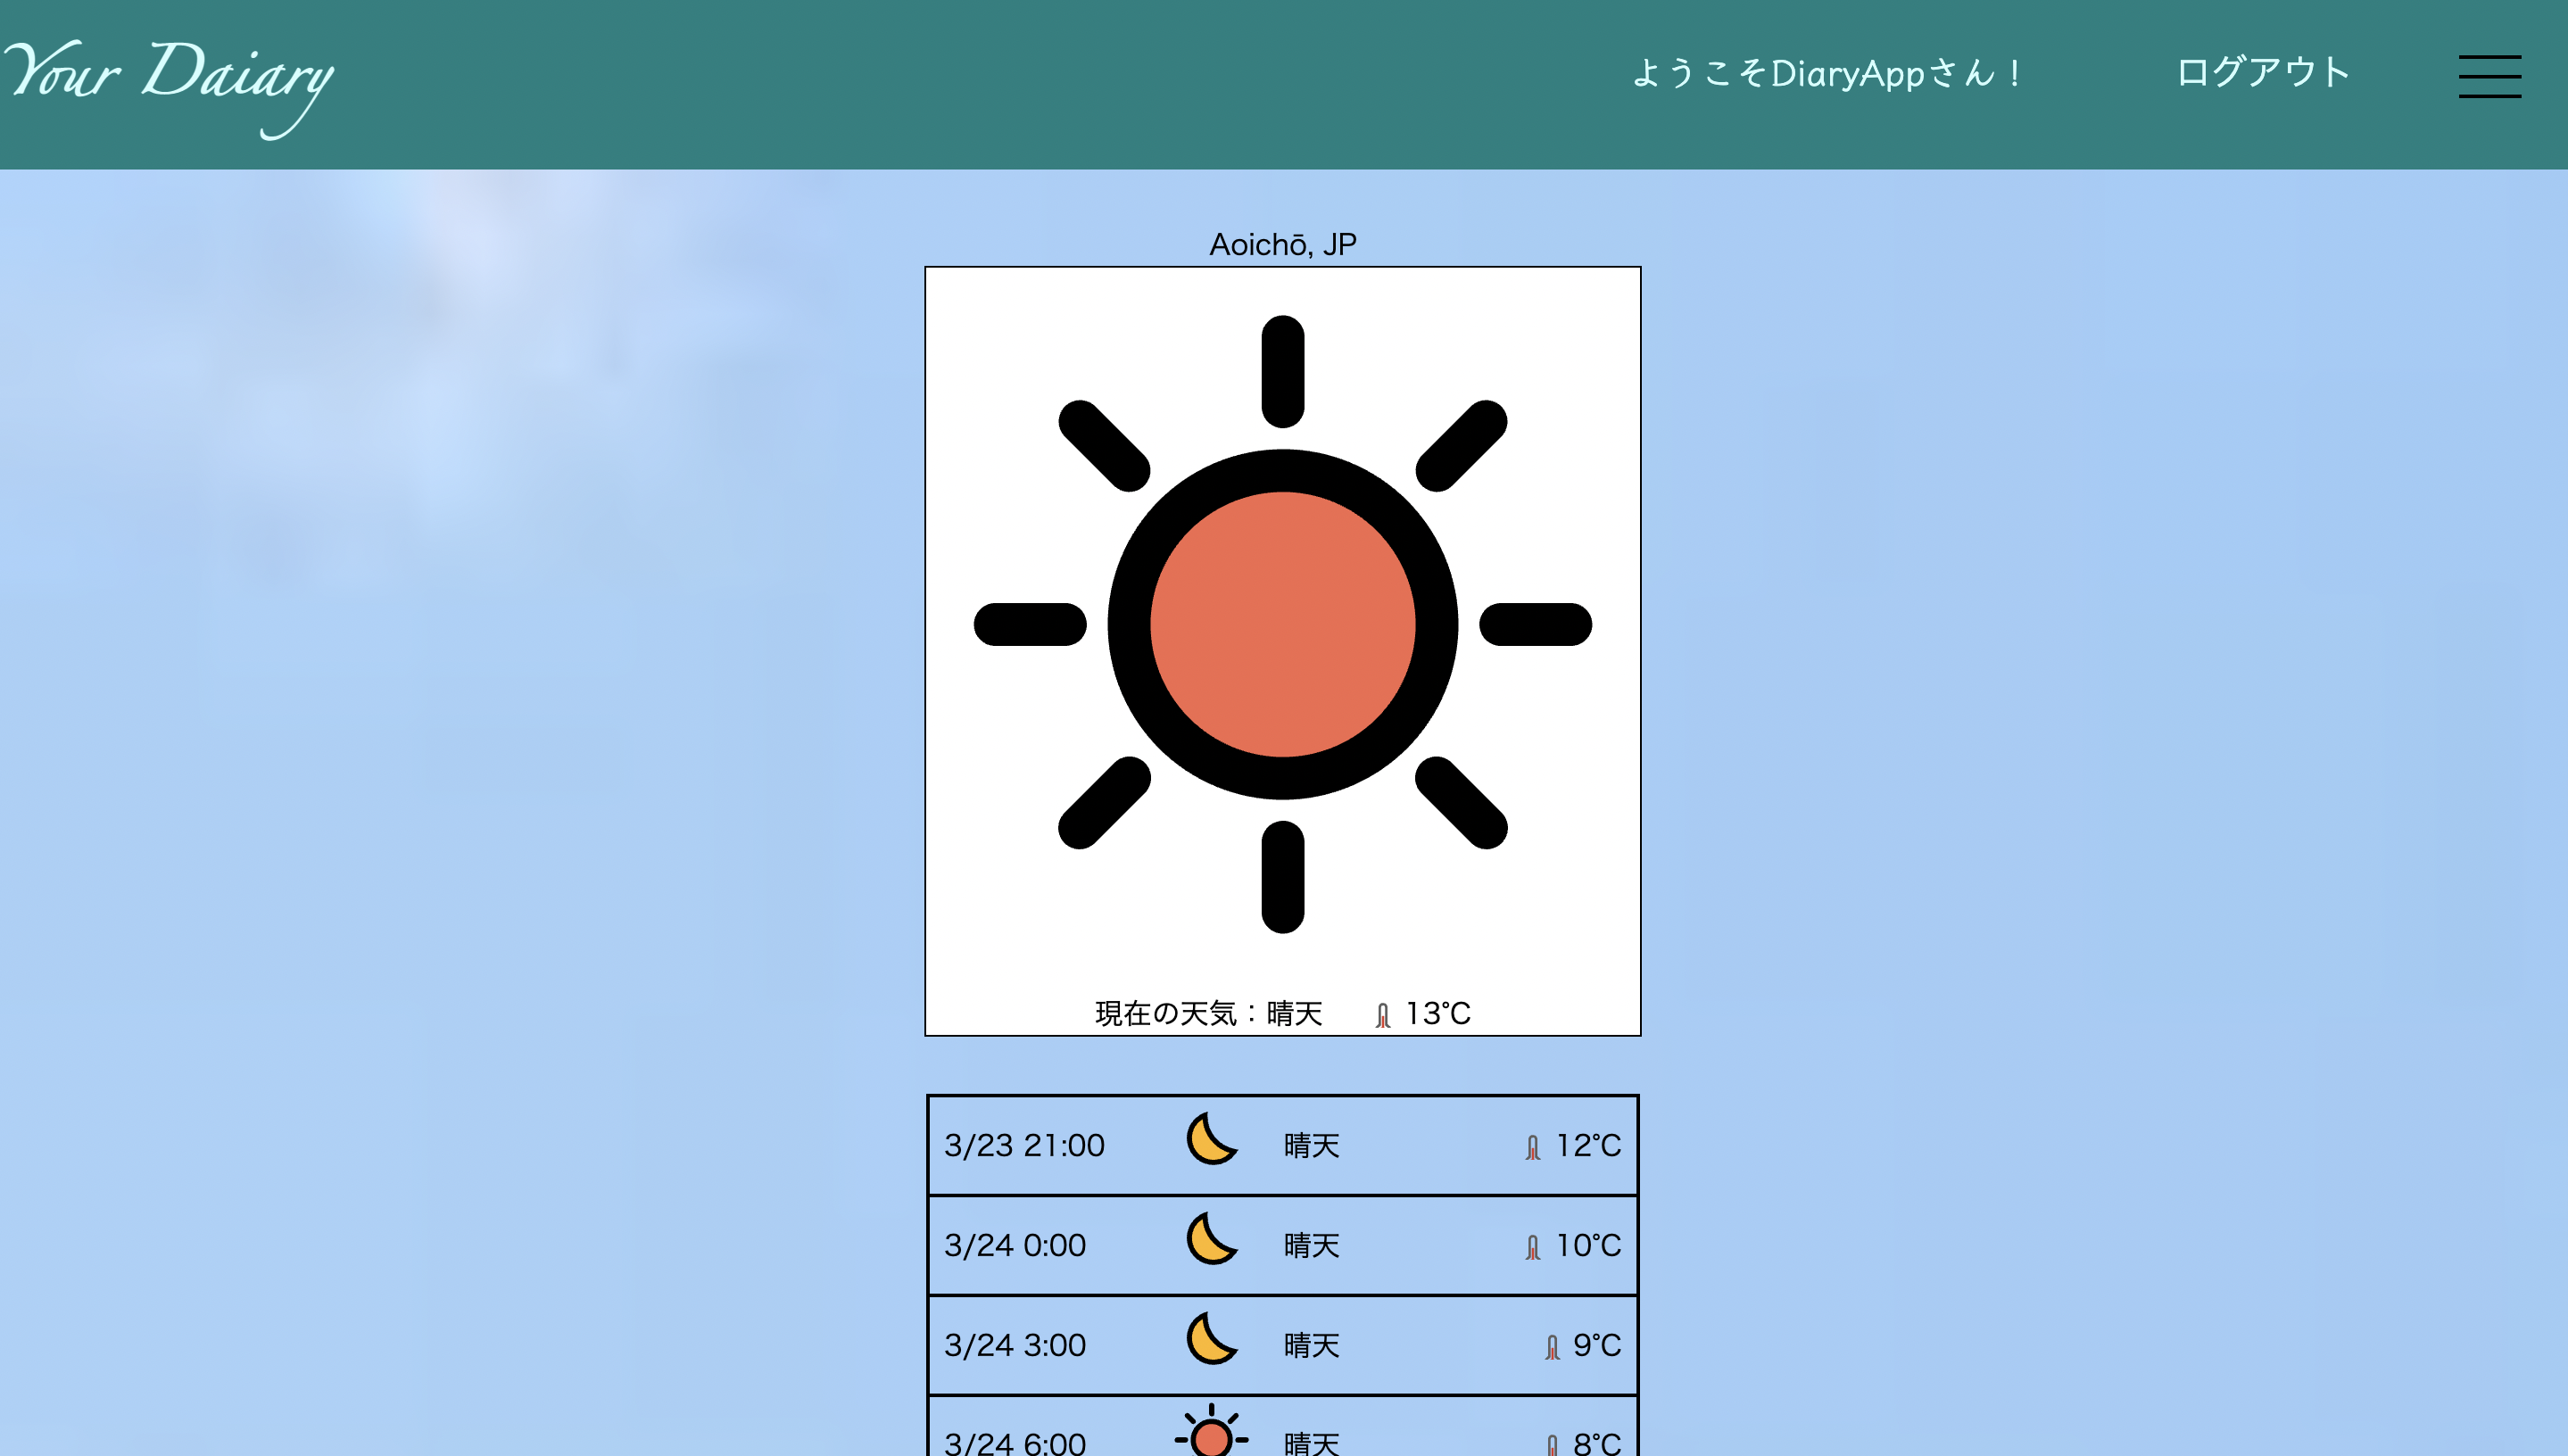 Your Daiary
ようこそDiaryAppさん！
ログアウト
Aoichō, JP
現在の天気：晴天 13℃
3/23 21:00 晴天 12℃
3/24 0:00 晴天 10℃
3/24 3:00 晴天 9℃
3/24 6:00 晴天 8℃